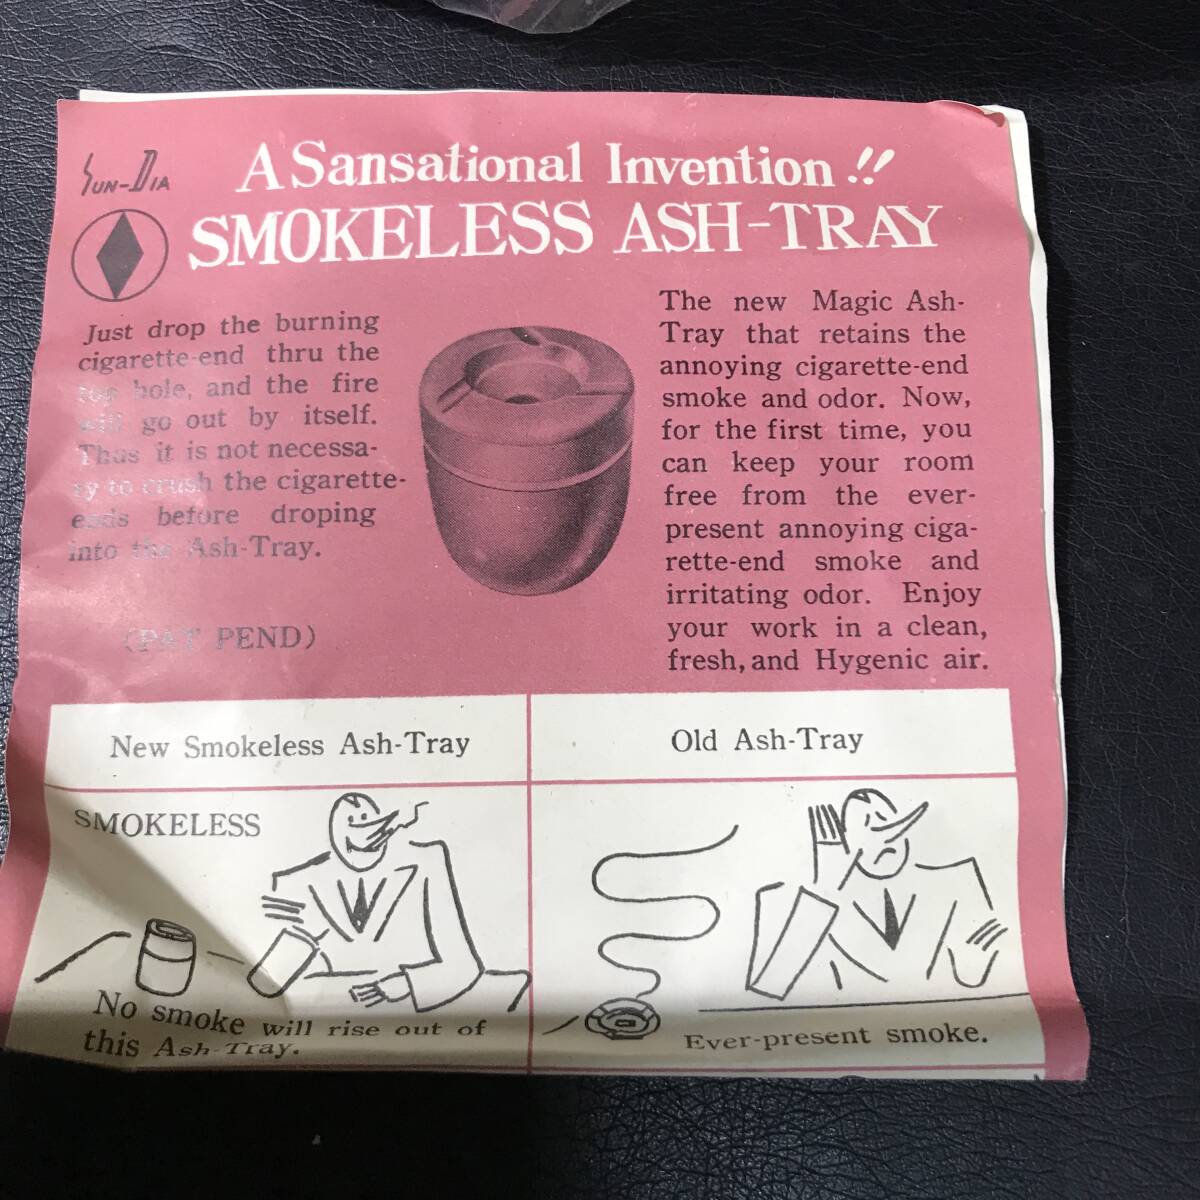 SUN-DIA
A Sansational Invention !!
SMOKELESS ASH-TRAY
Just drop the burning
cigarette-end thru the
top hole, and the fire
will go out by itself.
Thus it is not necessa-
ry to crush the cigarette-
ends before droping
into the Ash-Tray.
(PAT PEND)
The new Magic Ash-
Tray that retains the
annoying cigarette-end
smoke and odor. Now,
for the first time, you
can keep your room
free from the ever-
present annoying ciga-
rette-end smoke and
irritating odor. Enjoy
your work in a clean,
fresh, and Hygenic air.
New Smokeless Ash-Tray
Old Ash-Tray
SMOKELESS
No smoke will rise out of
this Ash-Tray.
Ever-present smoke.